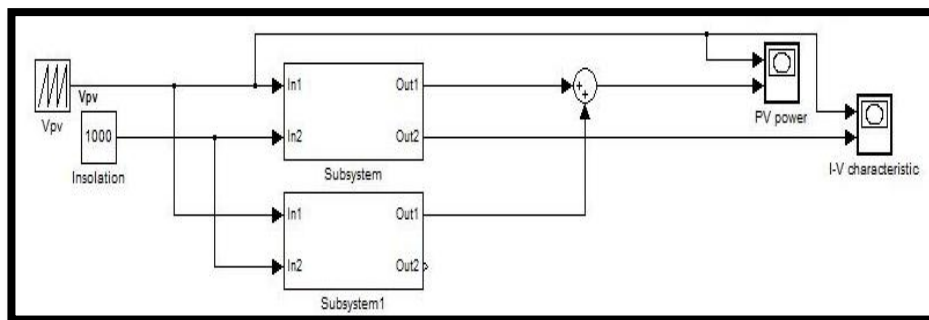 Vpv
Vpv
1000
Insolation
In1
Out1
In2
Out2
Subsystem
In1
Out1
In2
Out2
Subsystem1
+
+
PV power
I-V characteristic